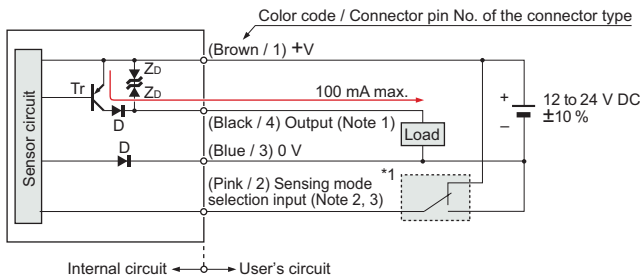 Color code / Connector pin No. of the connector type
(Brown / 1) +V
ZD
Tr
ZD
100 mA max.
D
(Black / 4) Output (Note 1)
Load
+
–
12 to 24 V DC
±10 %
Sensor circuit
D
(Blue / 3) 0 V
*1
(Pink / 2) Sensing mode
selection input (Note 2, 3)
Internal circuit
User's circuit